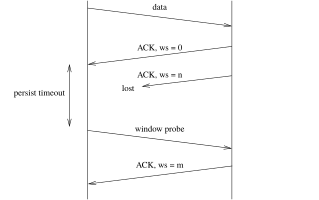 data
ACK, ws = 0
ACK, ws = n
lost
persist timeout
window probe
ACK, ws = m